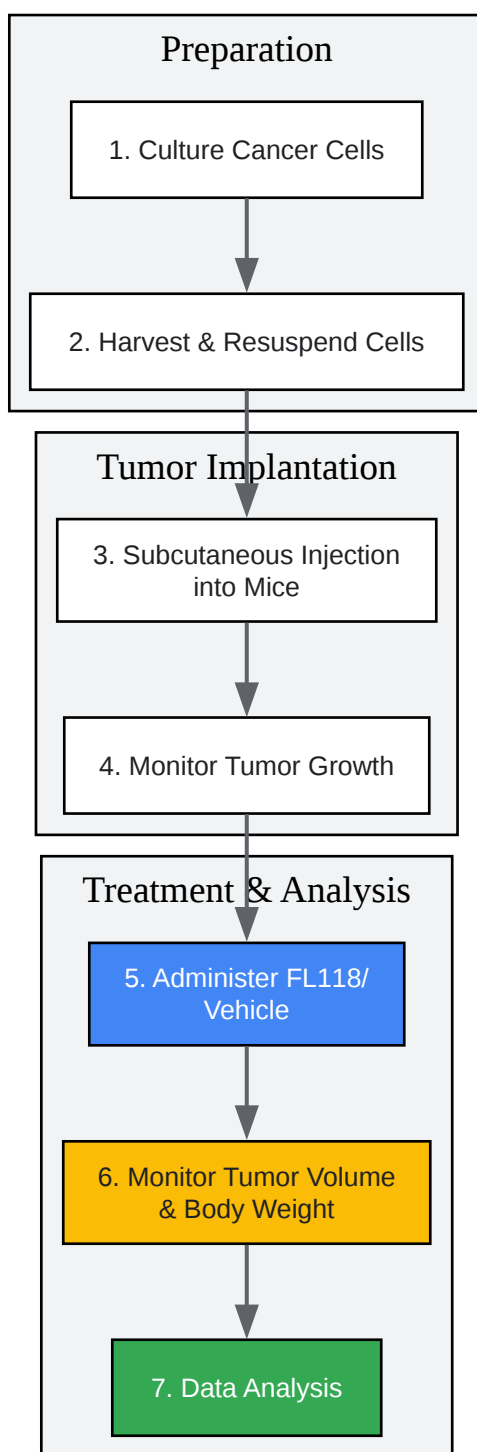 Preparation
1. Culture Cancer Cells
2. Harvest & Resuspend Cells
Tumor Implantation
3. Subcutaneous Injection
into Mice
4. Monitor Tumor Growth
Treatment & Analysis
5. Administer FL118/
Vehicle
6. Monitor Tumor Volume
& Body Weight
7. Data Analysis